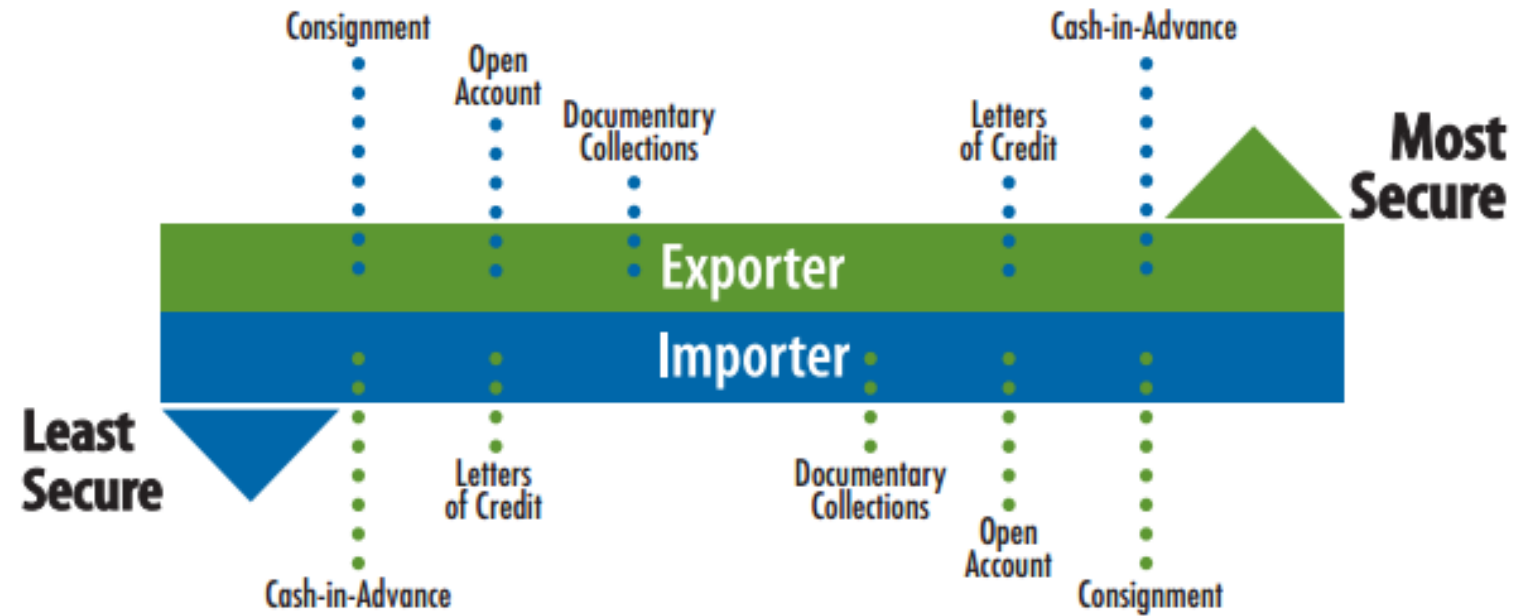 Consignment
Cash-in-Advance
Open
Account
Documentary
Collections
Letters
of Credit
Most
Secure
Exporter
Importer
Least
Secure
Letters
of Credit
Documentary
Collections
Open
Account
Cash-in-Advance
Consignment